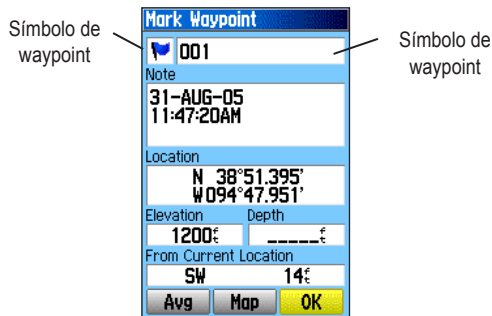 Mark Waypoint
Símbolo de
waypoint
001
Símbolo de
waypoint
Note
31-AUG-05
11:47:20AM
Location
N 38°51.395'
W094°47.951'
Elevation Depth
1200ft _____ft
From Current Location
SW 14ft
Avg Map OK